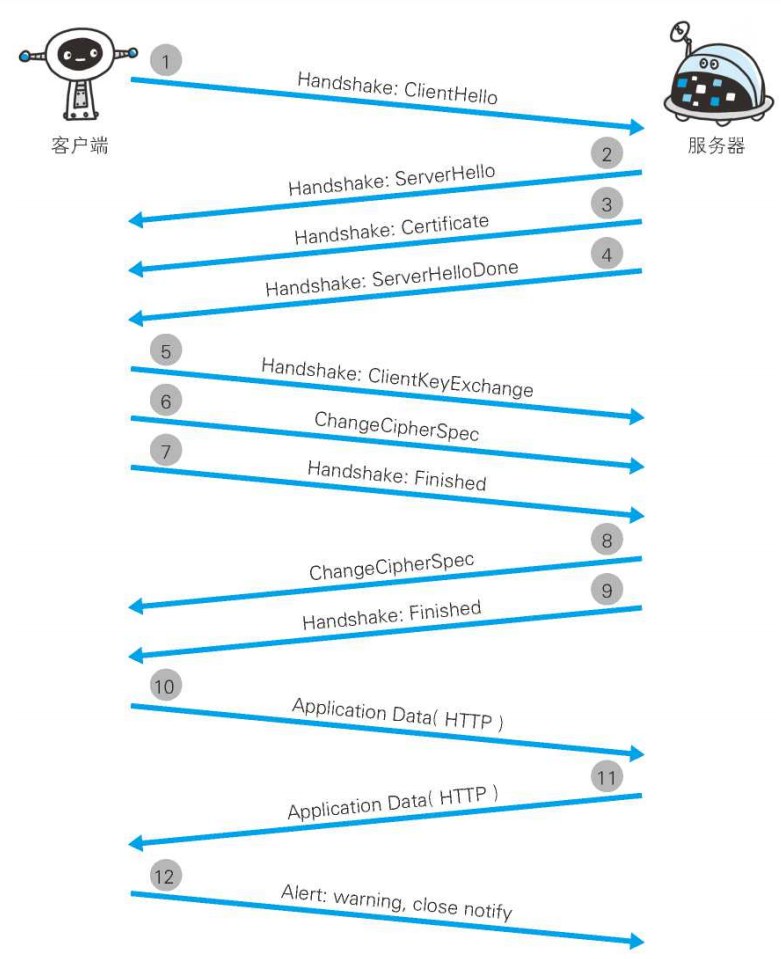 1
Handshake: ClientHello
客户端
服务器
2
Handshake: ServerHello
3
Handshake: Certificate
4
Handshake: ServerHelloDone
5
Handshake: ClientKeyExchange
6
ChangeCipherSpec
7
Handshake: Finished
8
ChangeCipherSpec
9
Handshake: Finished
10
Application Data( HTTP )
11
Application Data( HTTP )
12
Alert: warning, close notify